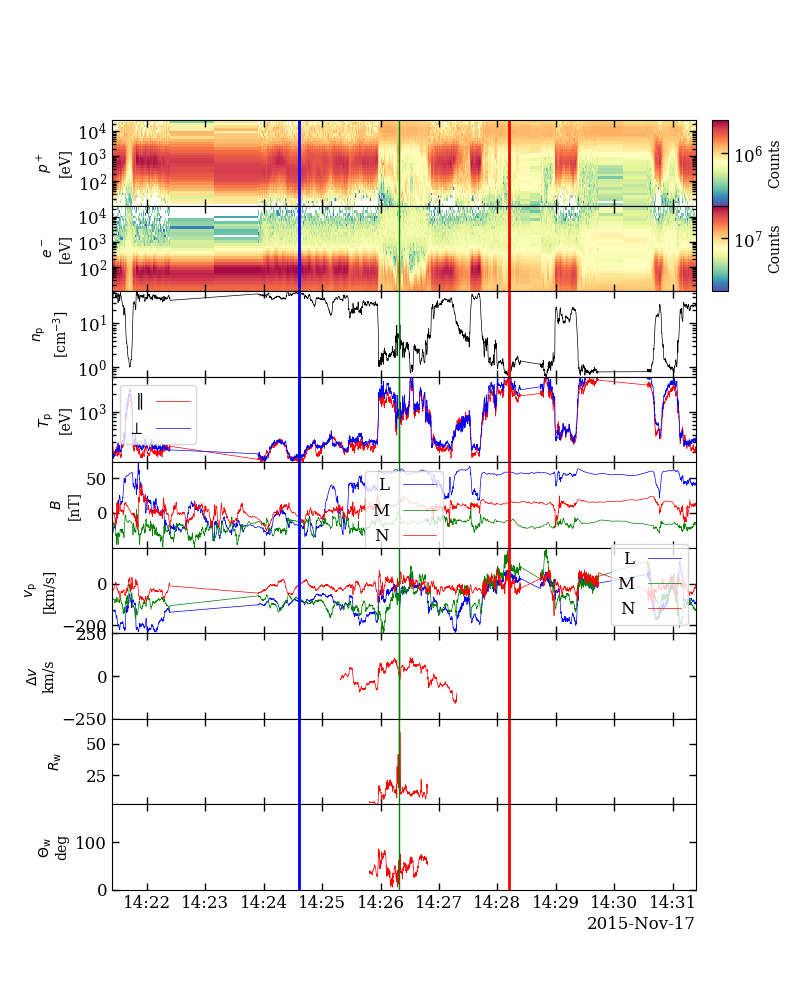 10⁴
10³
10²
p⁺
[eV]
10⁶
Counts
10⁴
10³
10²
e⁻
[eV]
10⁷
Counts
10¹
10⁰
nₚ
[cm⁻³]
10³
Tₚ
[eV]
∥
⊥
50
0
B
[nT]
L
M
N
0
−200
vₚ
[km/s]
L
M
N
250
0
−250
Δv
km/s
50
25
R_w
100
0
Θ_w
deg
14:22 14:23 14:24 14:25 14:26 14:27 14:28 14:29 14:30 14:31
2015-Nov-17